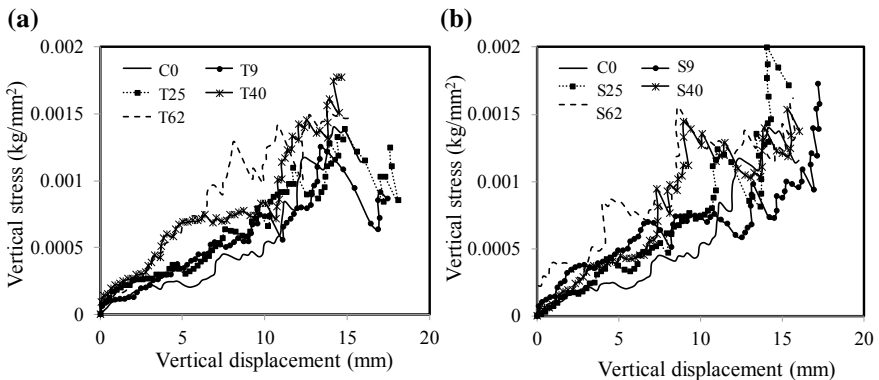 (a)
0.002
0.0015
0.001
0.0005
0
0 5 10 15 20
Vertical stress (kg/mm²)
Vertical displacement (mm)
C0 T9
T25 T40
T62
(b)
0.002
0.0015
0.001
0.0005
0
0 5 10 15 20
Vertical stress (kg/mm²)
Vertical displacement (mm)
C0 S9
S25 S40
S62